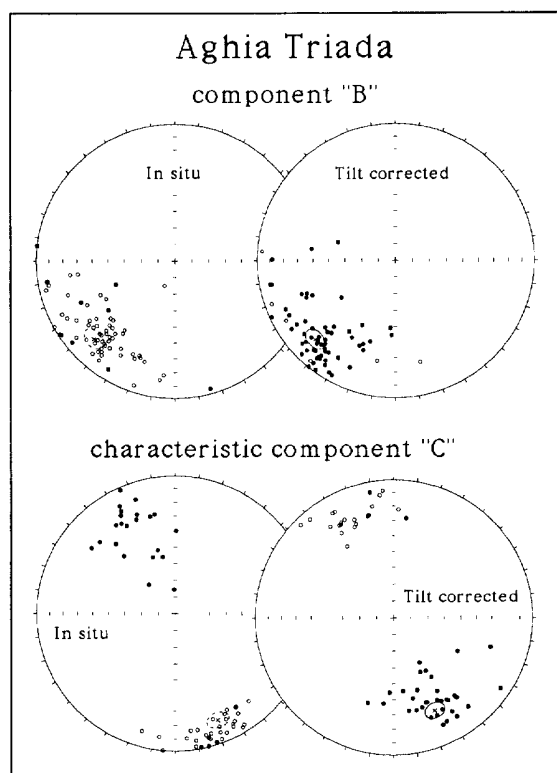 Aghia Triada
component "B"
In situ
Tilt corrected
characteristic component "C"
In situ
Tilt corrected